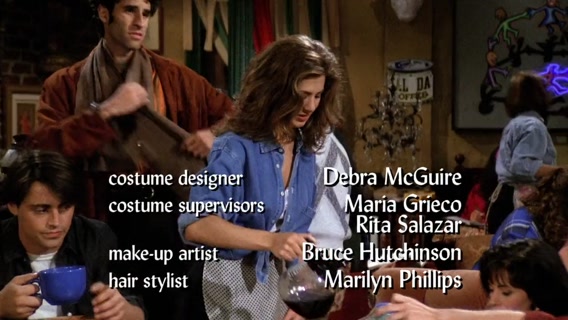 costume designer Debra McGuire
costume supervisors Maria Grieco
Rita Salazar
make-up artist Bruce Hutchinson
hair stylist Marilyn Phillips